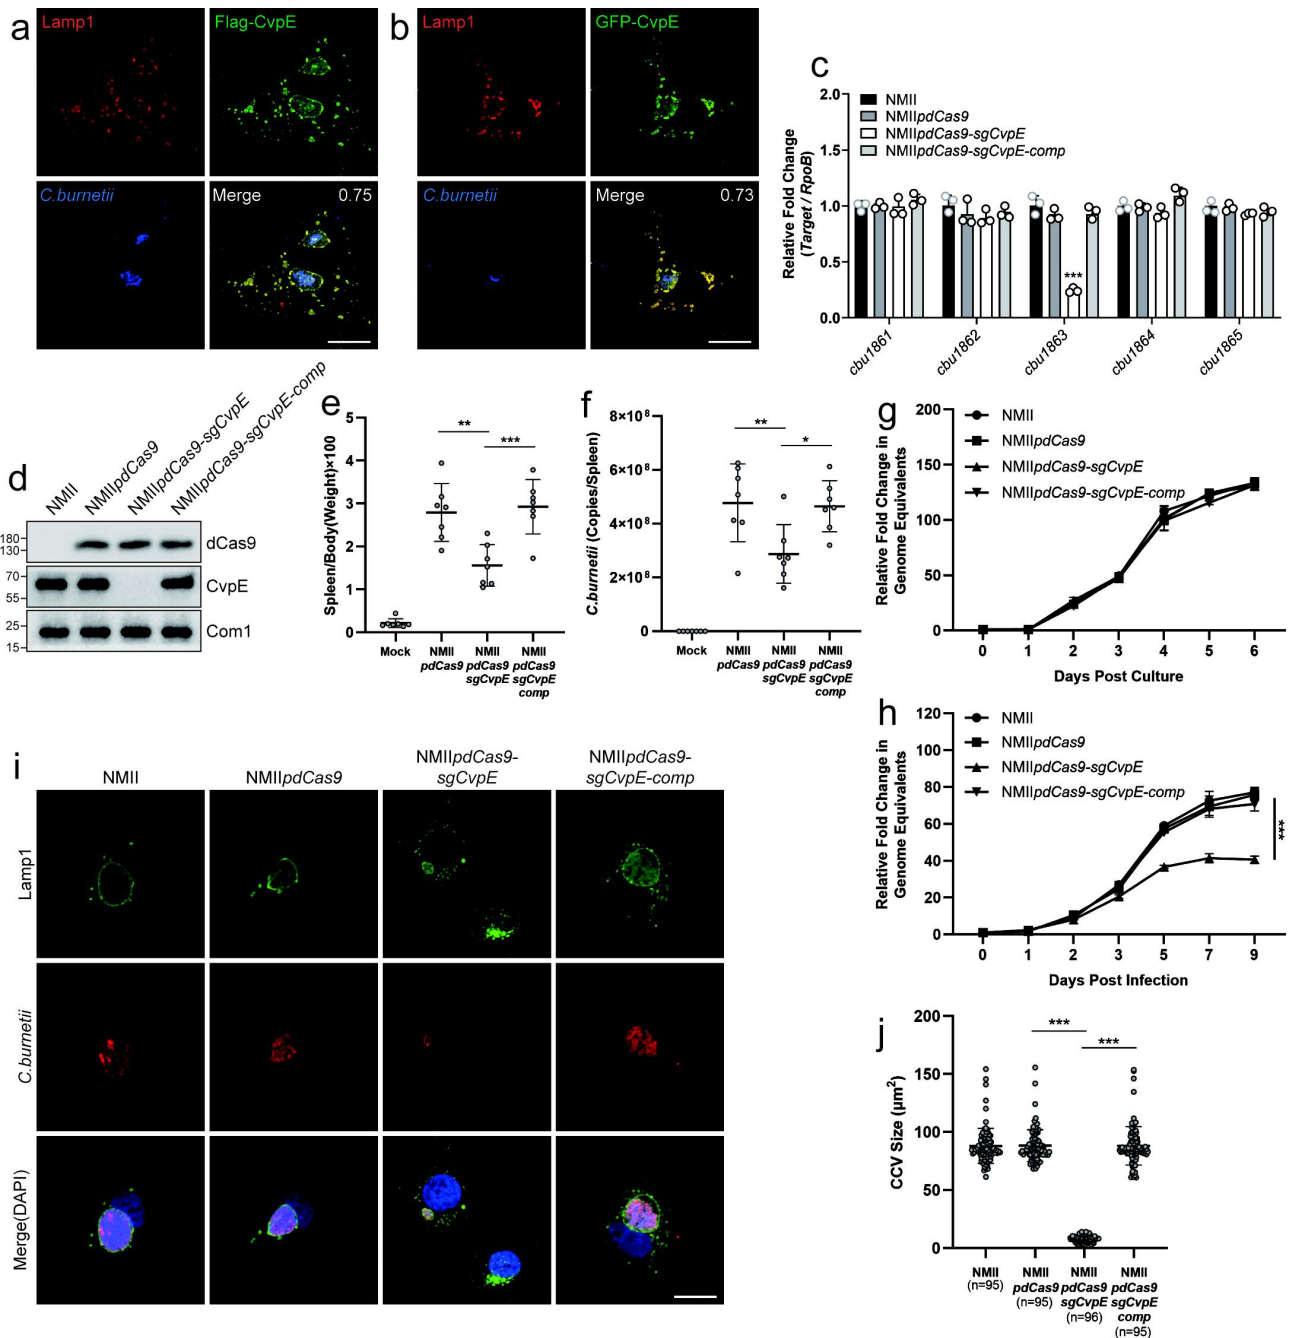 a
Lamp1
Flag-CvpE
C.burnetii
Merge
0.75
b
Lamp1
GFP-CvpE
C.burnetii
Merge
0.73
c
NMII
NMIIpdCas9
NMIIpdCas9-sgCvpE
NMIIpdCas9-sgCvpE-comp
Relative Fold Change
(Target / RpoB)
2.0
1.5
1.0
0.5
0.0
***
cbu1861
cbu1862
cbu1863
cbu1864
cbu1865
d
NMII
NMIIpdCas9
NMIIpdCas9-sgCvpE
NMIIpdCas9-sgCvpE-comp
180
130
dCas9
70
55
CvpE
25
15
Com1
e
Spleen/Body(Weight)×100
5
4
3
2
1
0
**
***
Mock
NMII
pdCas9
NMII
pdCas9
sgCvpE
NMII
pdCas9
sgCvpE
comp
f
C.burnetii (Copies/Spleen)
8×10⁸
6×10⁸
4×10⁸
2×10⁸
0
**
*
Mock
NMII
pdCas9
NMII
pdCas9
sgCvpE
NMII
pdCas9
sgCvpE
comp
g
Relative Fold Change in
Genome Equivalents
200
150
100
50
0
NMII
NMIIpdCas9
NMIIpdCas9-sgCvpE
NMIIpdCas9-sgCvpE-comp
0 1 2 3 4 5 6
Days Post Culture
h
Relative Fold Change in
Genome Equivalents
120
100
80
60
40
20
0
NMII
NMIIpdCas9
NMIIpdCas9-sgCvpE
NMIIpdCas9-sgCvpE-comp
***
0 1 2 3 5 7 9
Days Post Infection
i
NMII
NMIIpdCas9
NMIIpdCas9-
sgCvpE
NMIIpdCas9-
sgCvpE-comp
Lamp1
C.burnetii
Merge(DAPI)
j
CCV Size (μm²)
200
150
100
50
0
***
***
NMII
(n=95)
NMII
pdCas9
(n=95)
NMII
pdCas9
sgCvpE
(n=96)
NMII
pdCas9
sgCvpE
comp
(n=95)